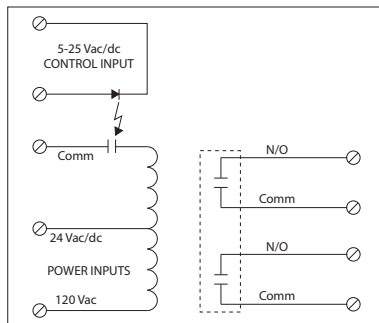 5-25 Vac/dc
CONTROL INPUT
Comm
24 Vac/dc
POWER INPUTS
120 Vac
N/O
Comm
N/O
Comm